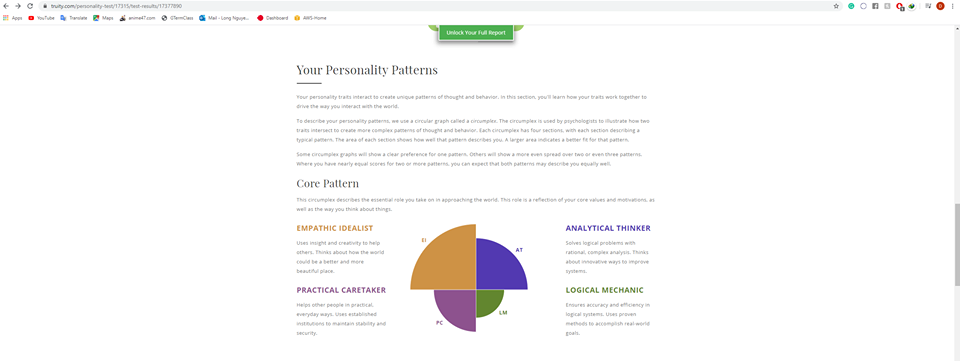 truity.com/personality-test/17315/test-results/17377890
Apps YouTube Translate Maps anime47.com GTermClass Mail - Long Nguye... Dashboard AWS-Home
Unlock Your Full Report
Your Personality Patterns
Your personality traits interact to create unique patterns of thought and behavior. In this section, you'll learn how your traits work together to
drive the way you interact with the world.
To describe your personality patterns, we use a circular graph called a circumplex. The circumplex is used by psychologists to illustrate how two
traits intersect to create more complex patterns of thought and behavior. Each circumplex has four sections, with each section describing a
typical pattern. The area of each section shows how well that pattern describes you. A larger area indicates a better fit for that pattern.
Some circumplex graphs will show a clear preference for one pattern. Others will show a more even spread over two or even three patterns.
Where you have nearly equal scores for two or more patterns, you can expect that both patterns may describe you equally well.
Core Pattern
This circumplex describes the essential role you take on in approaching the world. This role is a reflection of your core values and motivations, as
well as the way you think about things.
EMPATHIC IDEALIST
Uses insight and creativity to help
others. Thinks about how the world
could be a better and more
beautiful place.
PRACTICAL CARETAKER
Helps other people in practical,
everyday ways. Uses established
institutions to maintain stability and
security.
EI
AT
PC
LM
ANALYTICAL THINKER
Solves logical problems with
rational, complex analysis. Thinks
about innovative ways to improve
systems.
LOGICAL MECHANIC
Ensures accuracy and efficiency in
logical systems. Uses proven
methods to accomplish real-world
goals.